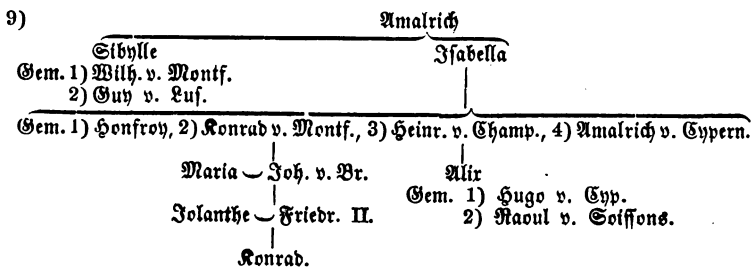 9) Amalrich
Sibylle Isabella
Gem. 1) Wilh. v. Montf.
2) Guy v. Lus.
Gem. 1) Honfroy, 2) Konrad v. Montf., 3) Heinr. v. Champ., 4) Amalrich v. Cypern.
Maria Joh. v. Br. Alix
Gem. 1) Hugo v. Cyp.
Jolanthe Friedr. II. 2) Raoul v. Soissons.
Konrad.